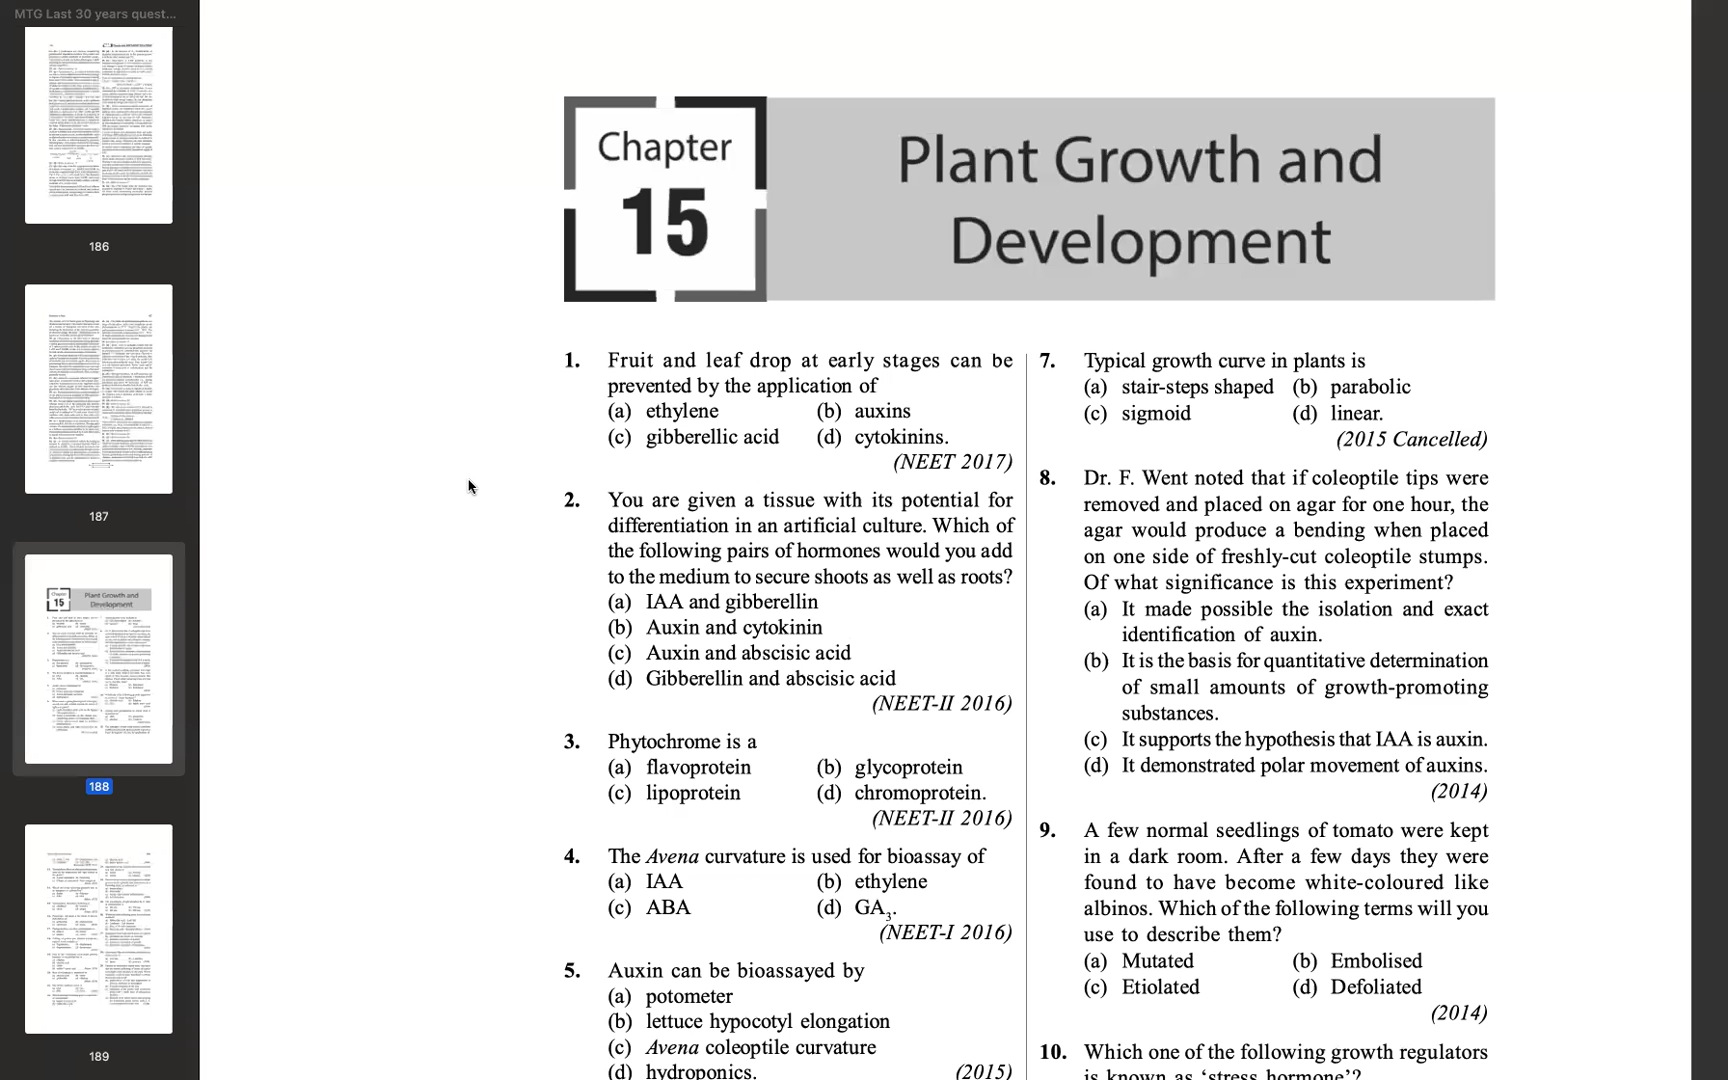 MTG Last 30 years quest...
186
187
188
189
Chapter
15
Plant Growth and
Development
1. Fruit and leaf drop at early stages can be
prevented by the application of
(a) ethylene (b) auxins
(c) gibberellic acid (d) cytokinins.
(NEET 2017)
2. You are given a tissue with its potential for
differentiation in an artificial culture. Which of
the following pairs of hormones would you add
to the medium to secure shoots as well as roots?
(a) IAA and gibberellin
(b) Auxin and cytokinin
(c) Auxin and abscisic acid
(d) Gibberellin and abscisic acid
(NEET-II 2016)
3. Phytochrome is a
(a) flavoprotein (b) glycoprotein
(c) lipoprotein (d) chromoprotein.
(NEET-II 2016)
4. The Avena curvature is used for bioassay of
(a) IAA (b) ethylene
(c) ABA (d) GA3.
(NEET-I 2016)
5. Auxin can be bioassayed by
(a) potometer
(b) lettuce hypocotyl elongation
(c) Avena coleoptile curvature
(d) hydroponics. (2015)
7. Typical growth curve in plants is
(a) stair-steps shaped (b) parabolic
(c) sigmoid (d) linear.
(2015 Cancelled)
8. Dr. F. Went noted that if coleoptile tips were
removed and placed on agar for one hour, the
agar would produce a bending when placed
on one side of freshly-cut coleoptile stumps.
Of what significance is this experiment?
(a) It made possible the isolation and exact
identification of auxin.
(b) It is the basis for quantitative determination
of small amounts of growth-promoting
substances.
(c) It supports the hypothesis that IAA is auxin.
(d) It demonstrated polar movement of auxins.
(2014)
9. A few normal seedlings of tomato were kept
in a dark room. After a few days they were
found to have become white-coloured like
albinos. Which of the following terms will you
use to describe them?
(a) Mutated (b) Embolised
(c) Etiolated (d) Defoliated
(2014)
10. Which one of the following growth regulators
is known as ‘stress hormone’?